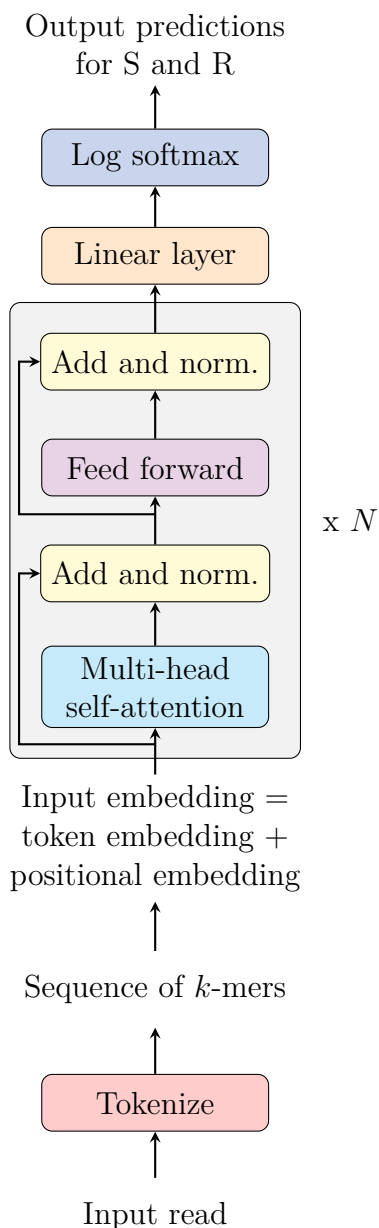 Output predictions
for S and R
Log softmax
Linear layer
Add and norm.
Feed forward
x N
Add and norm.
Multi-head
self-attention
Input embedding =
token embedding +
positional embedding
Sequence of k-mers
Tokenize
Input read